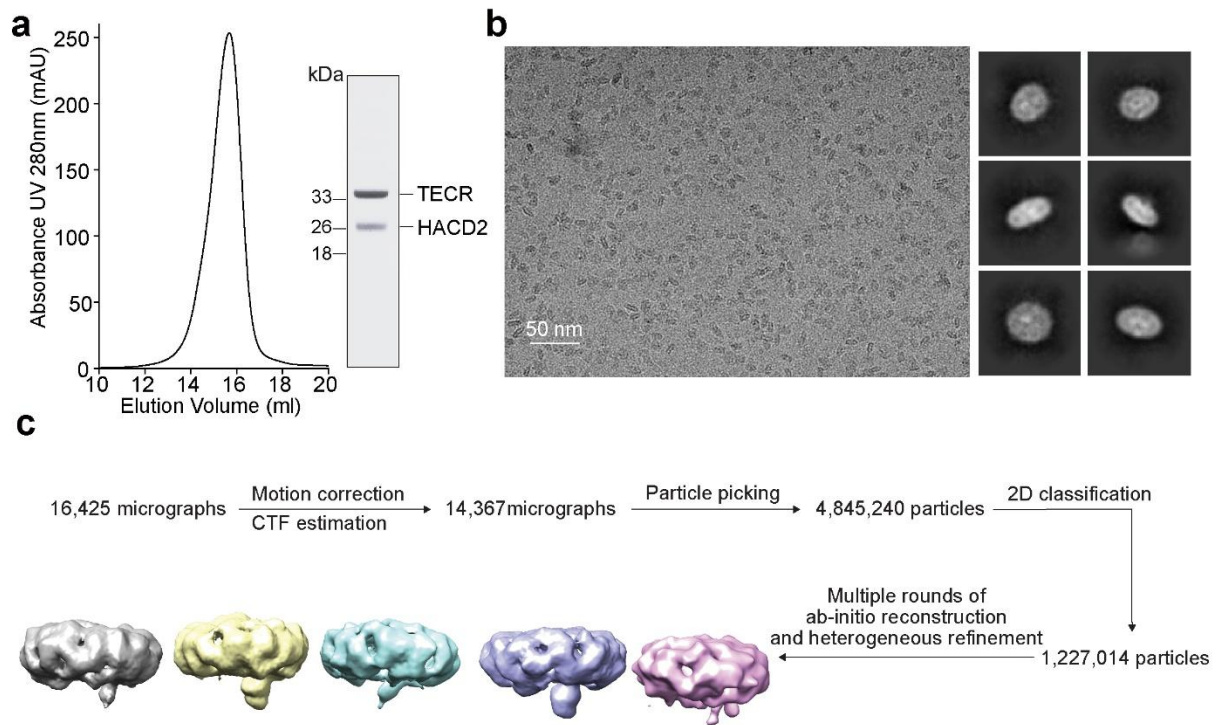 a
Absorbance UV 280nm (mAU)
250
200
150
100
50
0
10 12 14 16 18 20
Elution Volume (ml)
kDa
33
26
18
TECR
HACD2
b
50 nm
c
16,425 micrographs
Motion correction
CTF estimation
14,367micrographs
Particle picking
4,845,240 particles
2D classification
Multiple rounds of
ab-initio reconstruction
and heterogeneous refinement
1,227,014 particles